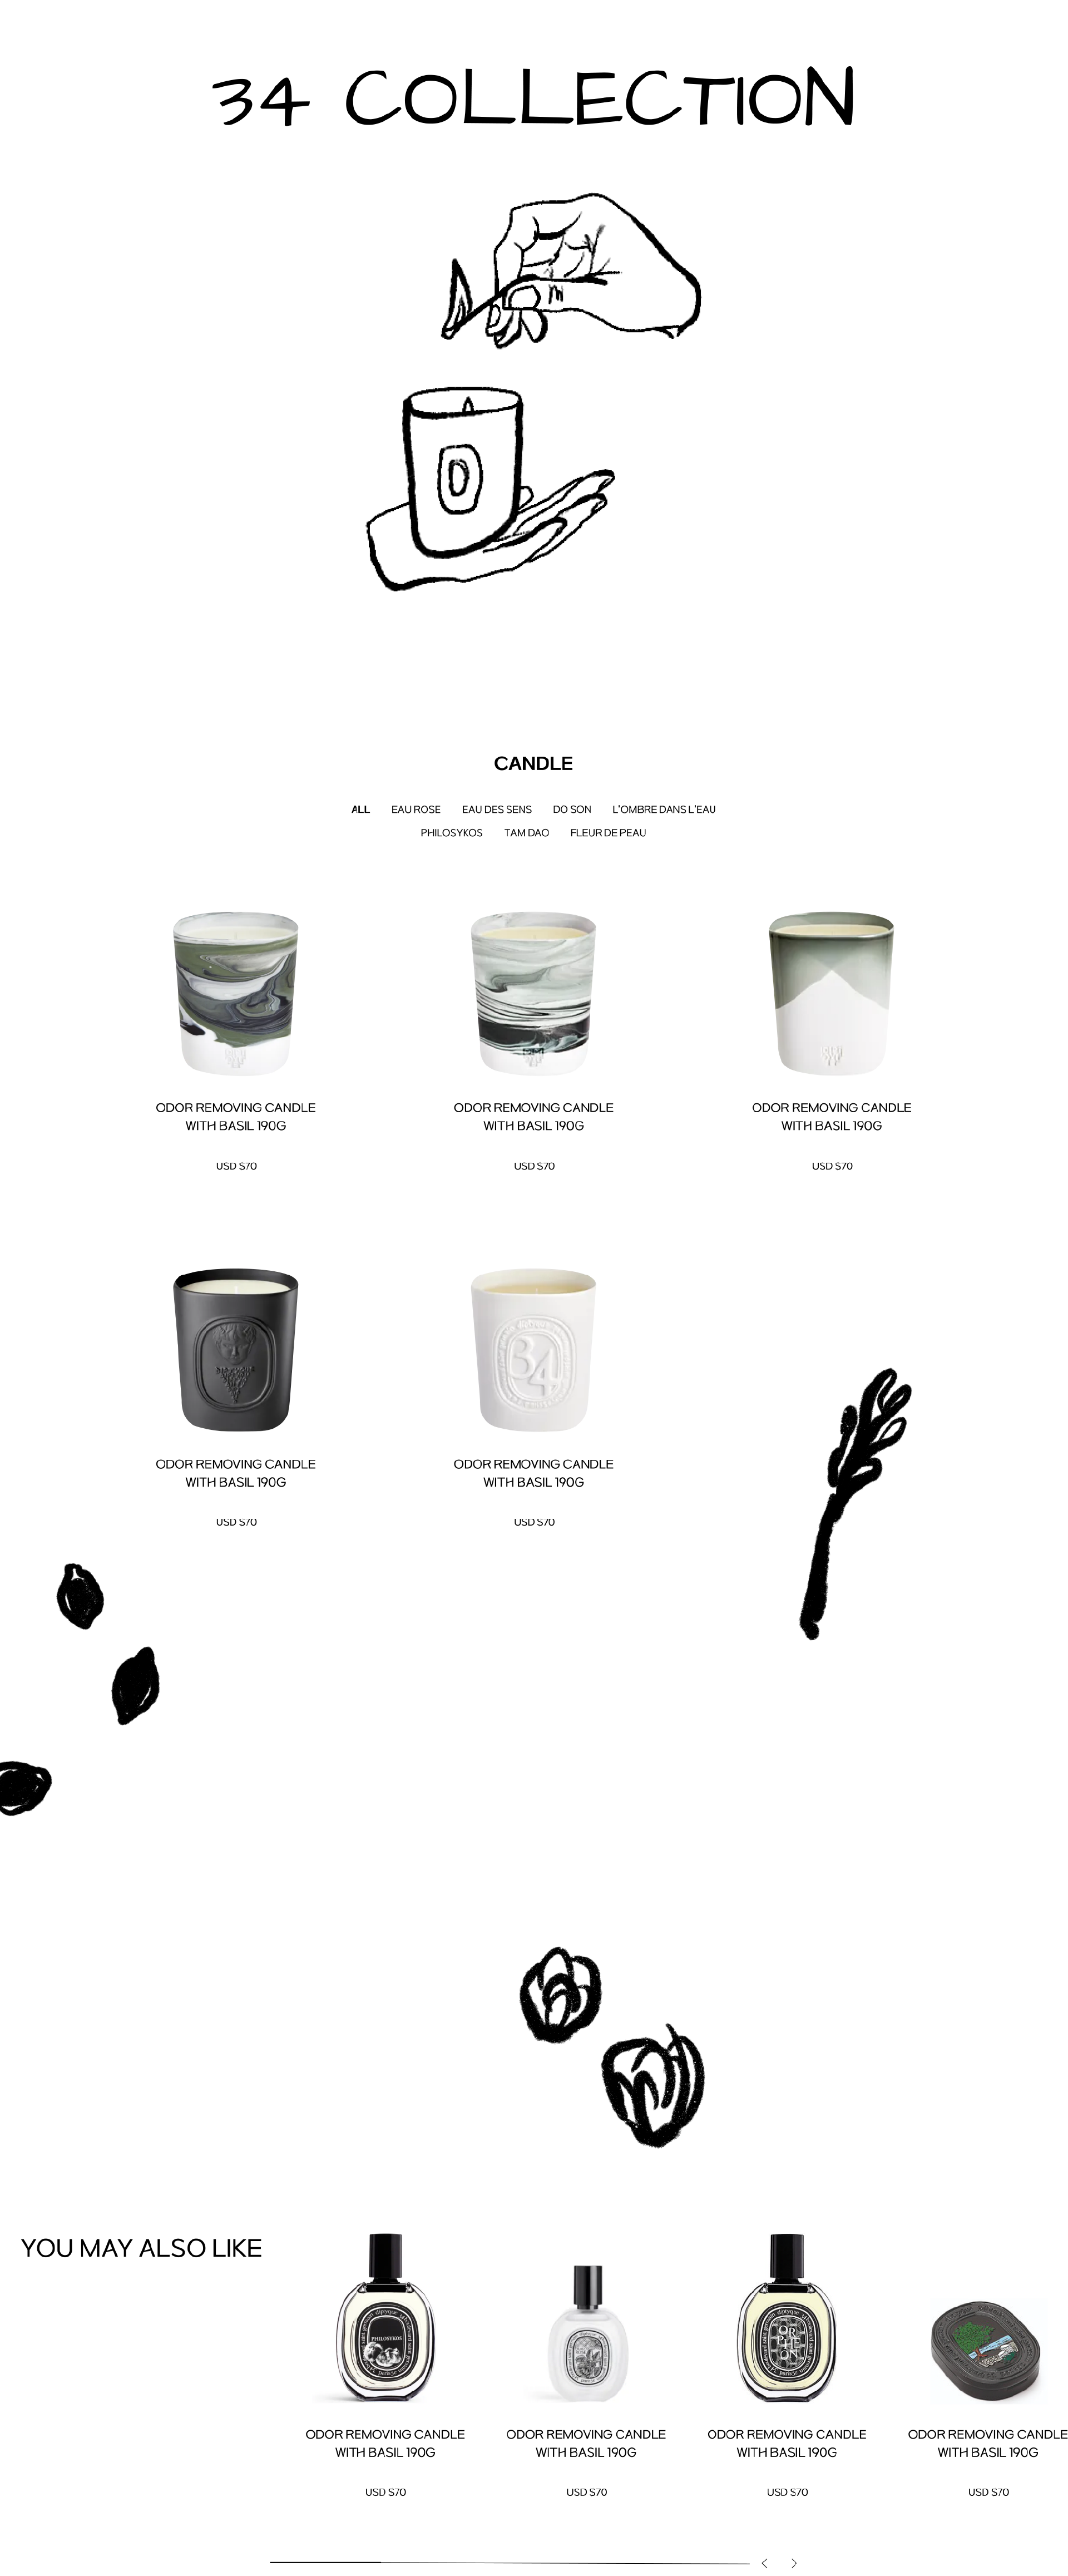 34 COLLECTION
D
CANDLE
ALL EAU ROSE EAU DES SENS DO SON L'OMBRE DANS L'EAU
PHILOSYKOS TAM DAO FLEUR DE PEAU
ODOR REMOVING CANDLE
WITH BASIL 190G
USD $70
ODOR REMOVING CANDLE
WITH BASIL 190G
USD $70
ODOR REMOVING CANDLE
WITH BASIL 190G
USD $70
34
ODOR REMOVING CANDLE
WITH BASIL 190G
USD $70
ODOR REMOVING CANDLE
WITH BASIL 190G
USD $70
YOU MAY ALSO LIKE
PHILOSYKOS
ORPHEON
ODOR REMOVING CANDLE
WITH BASIL 190G
USD $70
ODOR REMOVING CANDLE
WITH BASIL 190G
USD $70
ODOR REMOVING CANDLE
WITH BASIL 190G
USD $70
ODOR REMOVING CANDLE
WITH BASIL 190G
USD $70